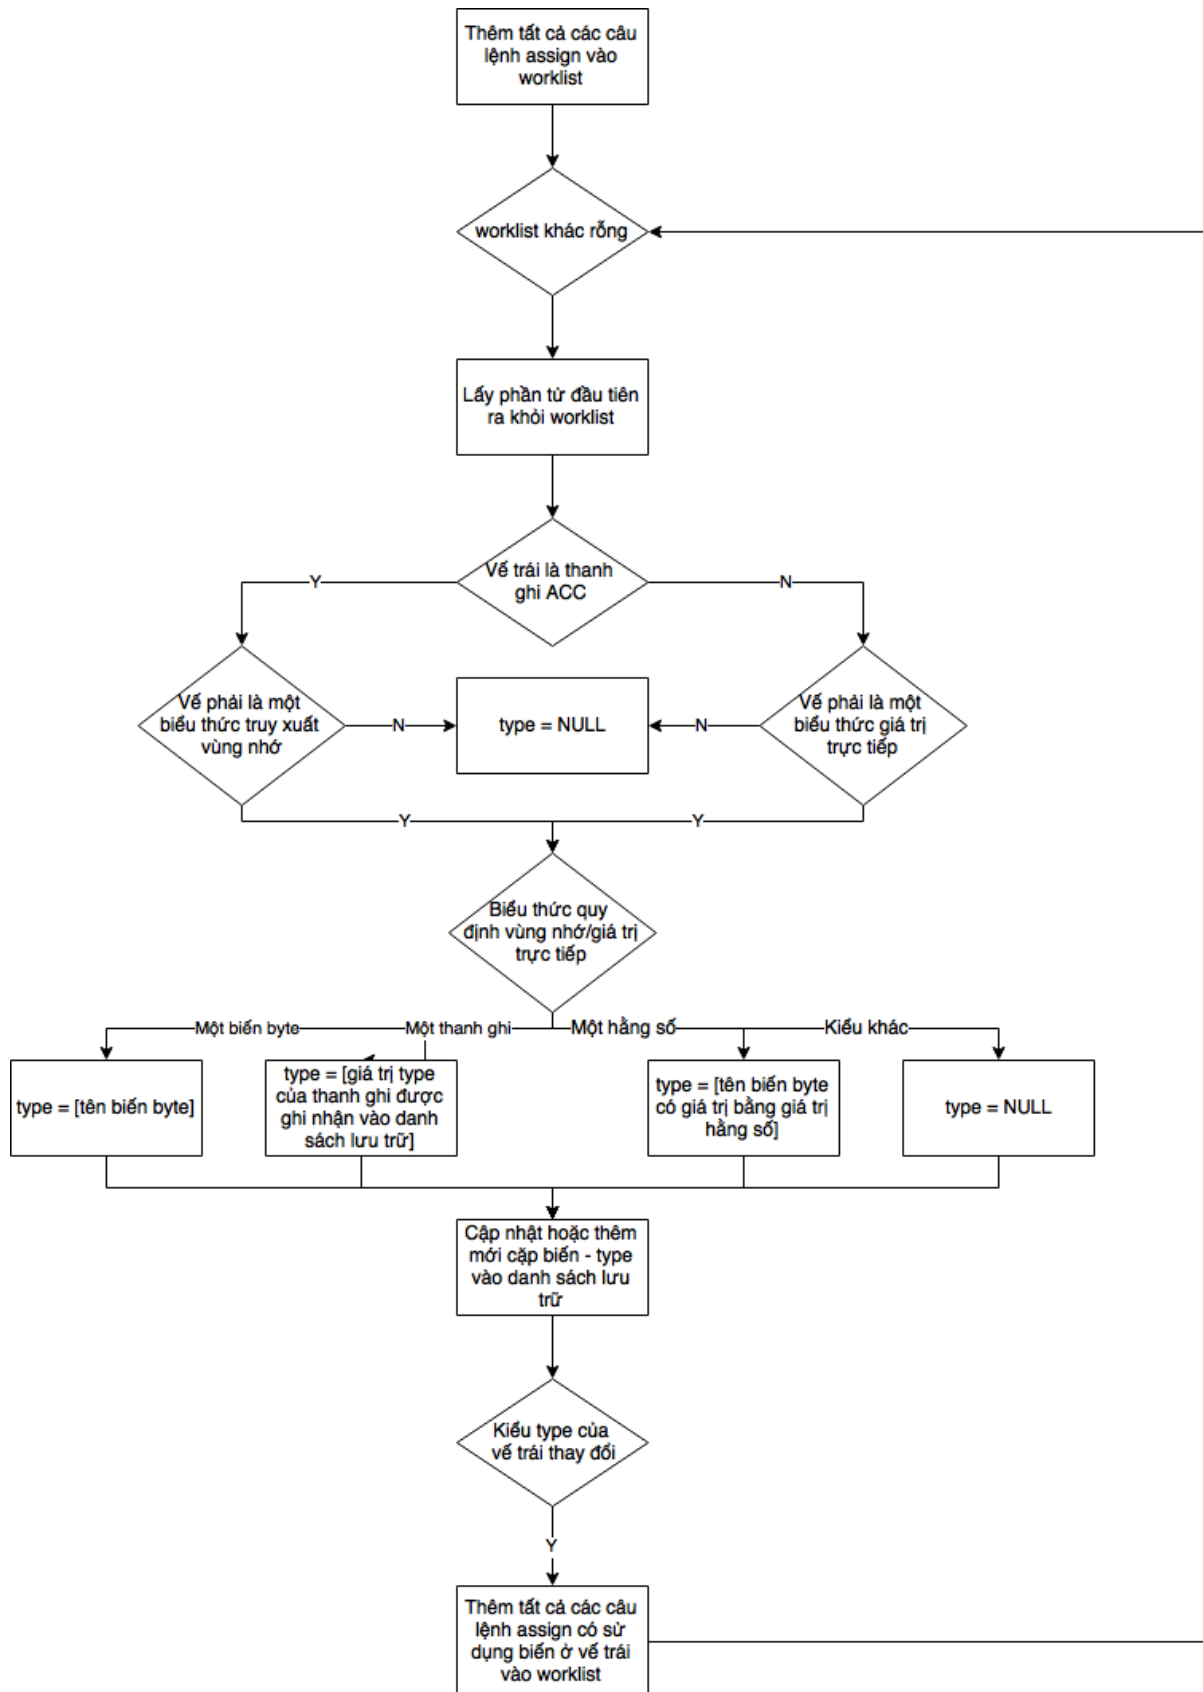 Thêm tất cả các câu
lệnh assign vào
worklist
worklist khác rỗng
Lấy phần tử đầu tiên
ra khỏi worklist
Vế trái là thanh
ghi ACC
Y
N
Vế phải là một
biểu thức truy xuất
vùng nhớ
N
type = NULL
N
Vế phải là một
biểu thức giá trị
trực tiếp
Y
Y
Biểu thức quy
định vùng nhớ/giá trị
trực tiếp
Một biến byte
Một thanh ghi
Một hằng số
Kiểu khác
type = [tên biến byte]
type = [giá trị type
của thanh ghi được
ghi nhận vào danh
sách lưu trữ]
type = [tên biến byte
có giá trị bằng giá trị
hằng số]
type = NULL
Cập nhật hoặc thêm
mới cặp biến - type
vào danh sách lưu
trữ
Kiểu type của
vế trái thay đổi
Y
Thêm tất cả các câu
lệnh assign có sử
dụng biến ở vế trái
vào worklist